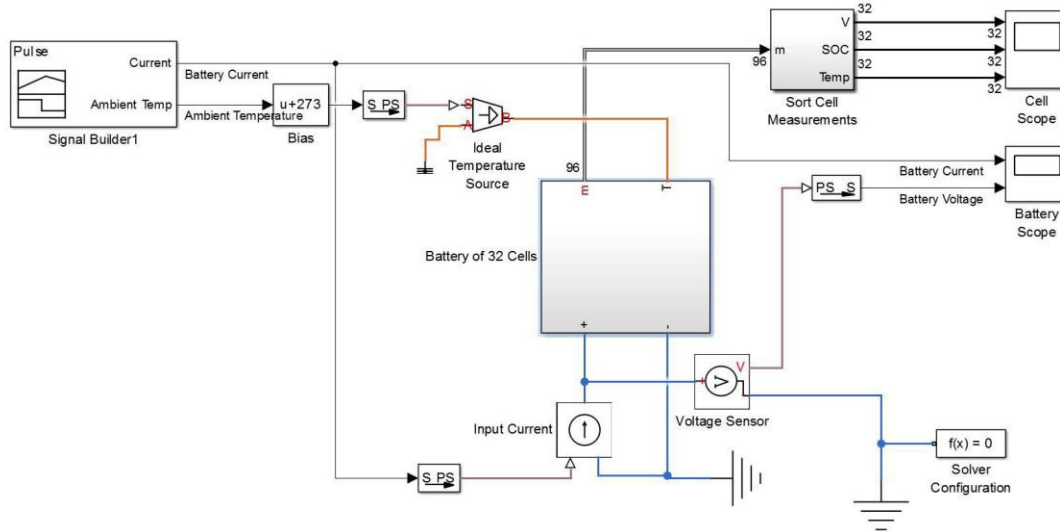 Pulse
Current
Ambient Temp
Signal Builder1
Battery Current
Ambient Temperature
u+273
Bias
S PS
S
A
B
Ideal
Temperature
Source
96
m
V
SOC
Temp
Sort Cell
Measurements
96
32
32
32
32
32
32
Cell
Scope
Battery Current
Battery Voltage
Battery
Scope
PS S
m
T
Battery of 32 Cells
+
-
+
V
V
Voltage Sensor
Input Current
S PS
f(x) = 0
Solver
Configuration